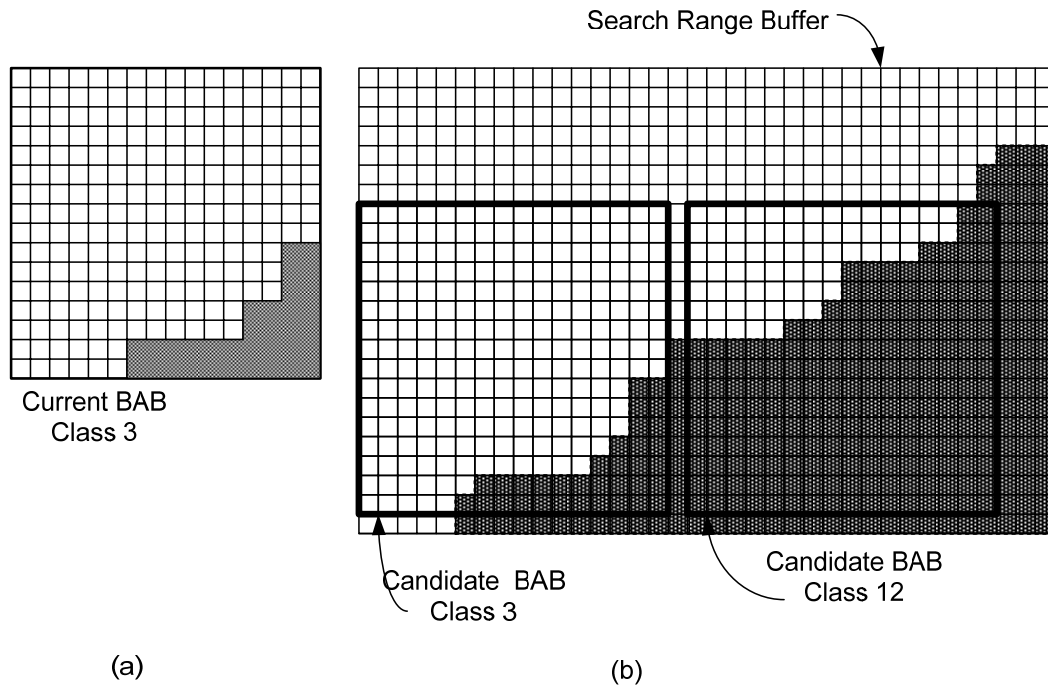 Search Range Buffer
Current BAB
Class 3
Candidate BAB
Class 3
Candidate BAB
Class 12
(a)
(b)